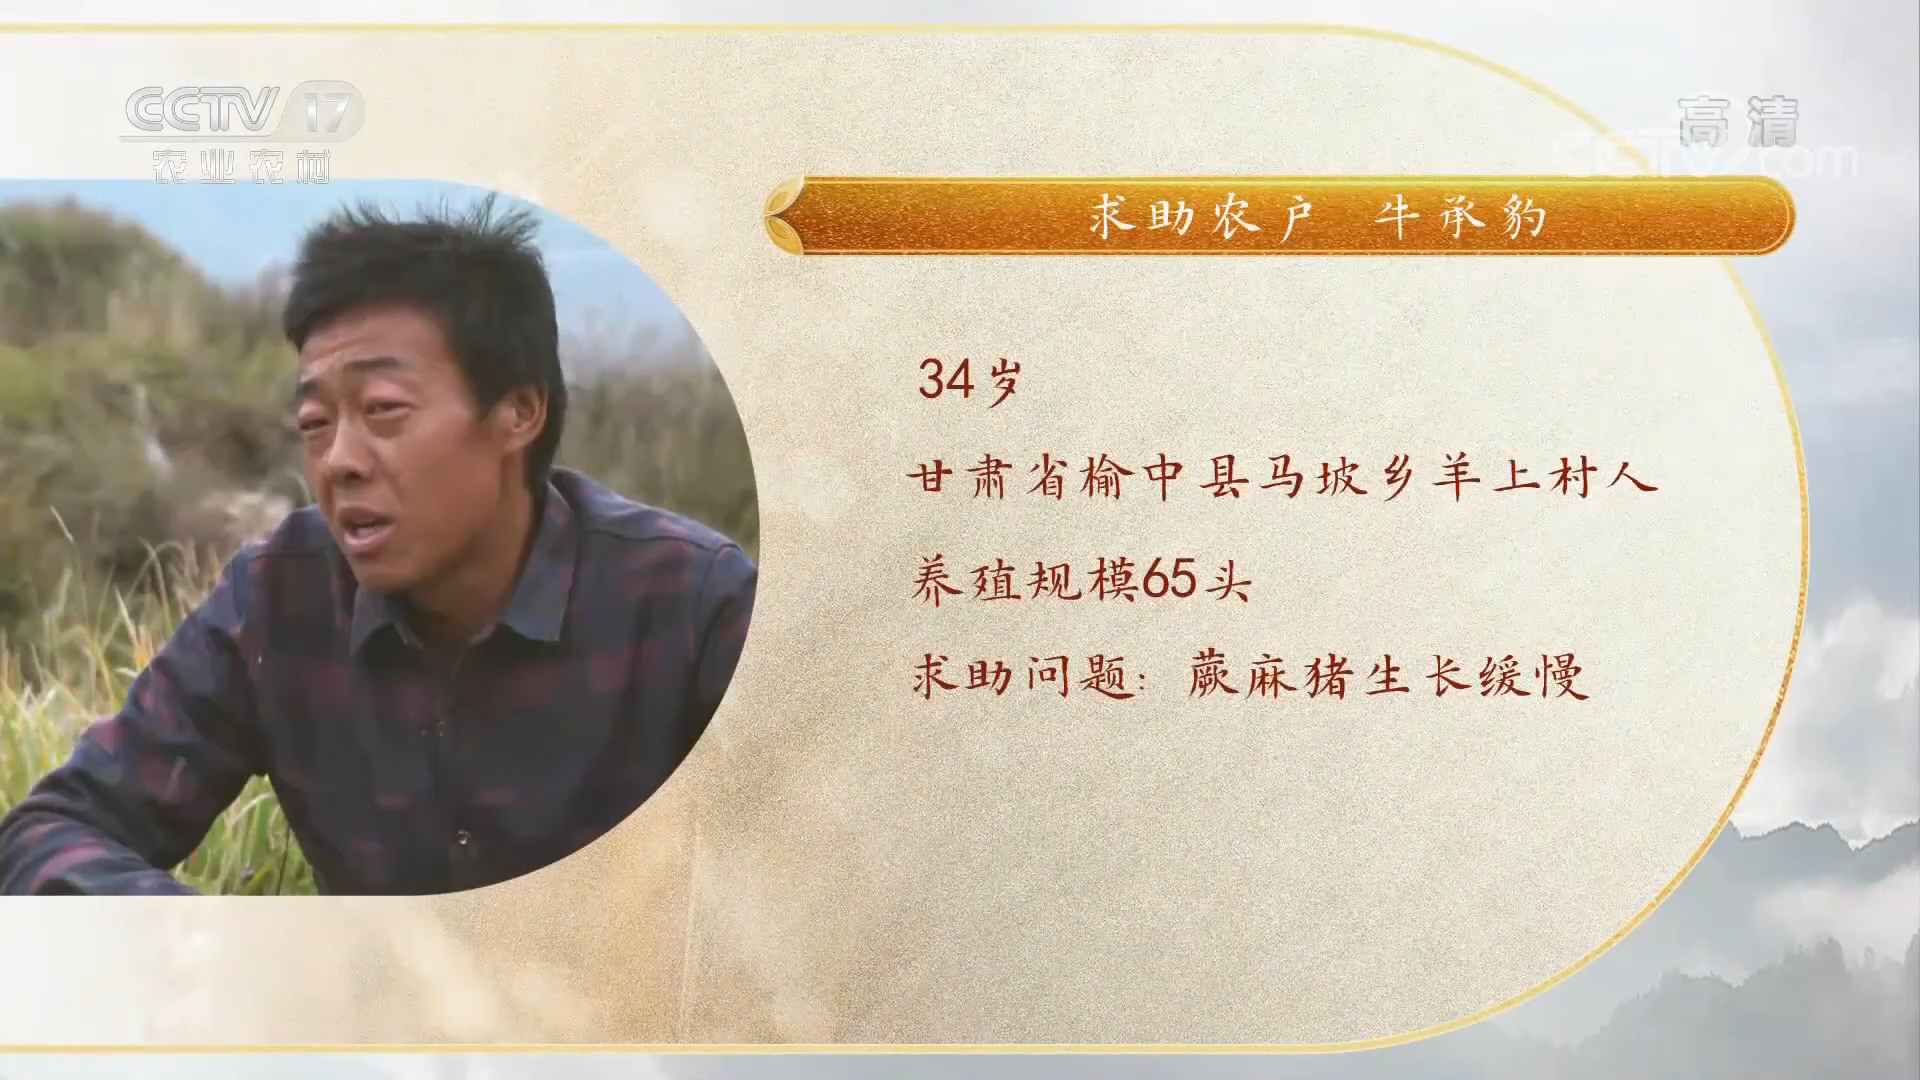 CCTV 17
农业农村
高清
CCTV.com
求助农户 牛承豹
34岁
甘肃省榆中县马坡乡羊上村人
养殖规模65头
求助问题：蕨麻猪生长缓慢